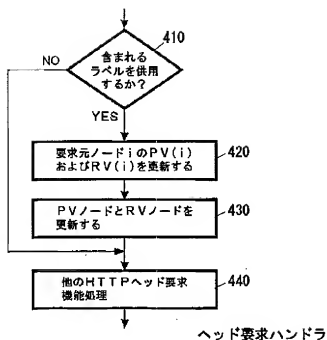 410
含まれる
ラベルを供用
するか？
NO
YES
要求元ノードiのPV(i)
およびRV(i)を更新する
420
PVノードとRVノードを
更新する
430
他のHTTPヘッド要求
機能処理
440
ヘッド要求ハンドラ